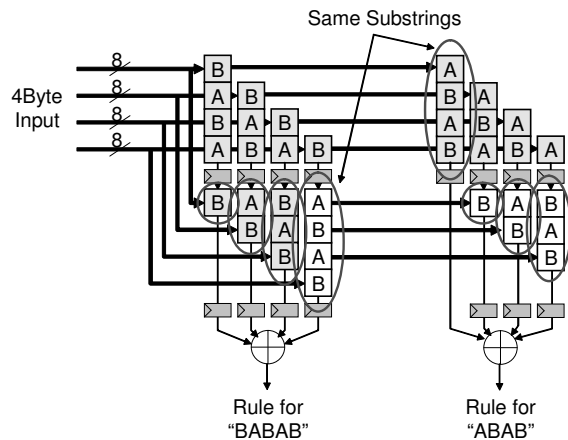 Same Substrings
8
B A
8
4Byte
Input
A B B A
8
B A B A B A
8
A B A B B A B A
B A B A B A B
B A B B A
B A B
B
Rule for
"BABAB"
Rule for
"ABAB"